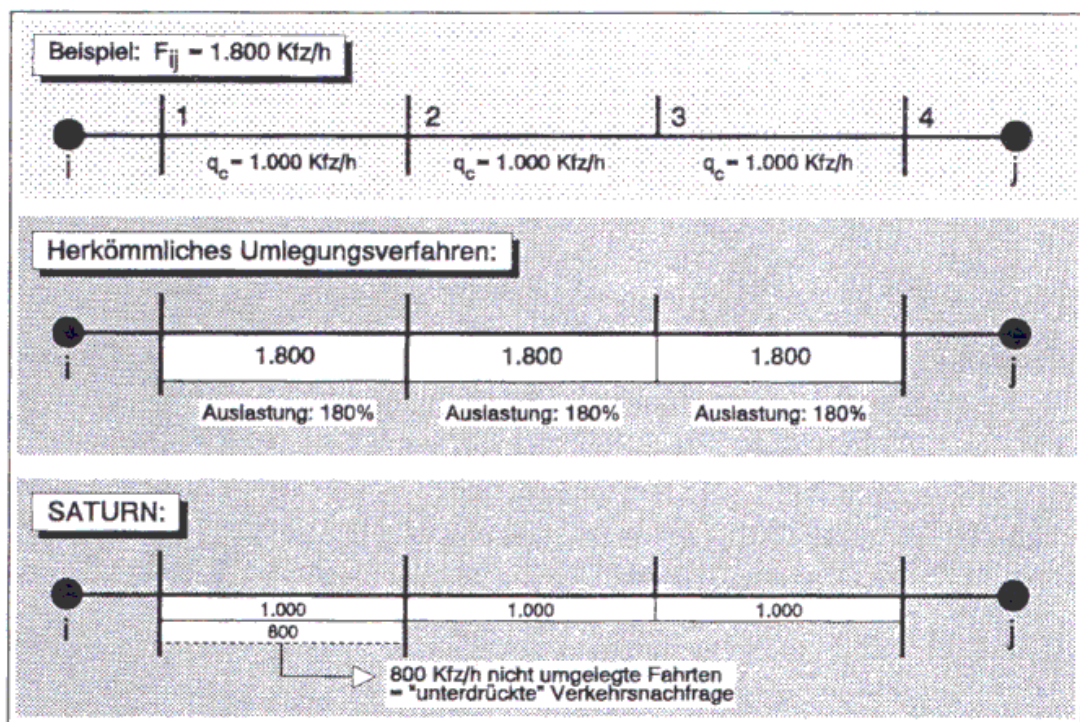 Beispiel: Fij = 1.800 Kfz/h
1 2 3 4
i qc = 1.000 Kfz/h qc = 1.000 Kfz/h qc = 1.000 Kfz/h j
Herkömmliches Umlegungsverfahren:
1.800 1.800 1.800
i j
Auslastung: 180% Auslastung: 180% Auslastung: 180%
SATURN:
1.000 1.000 1.000
i 800 j
800 Kfz/h nicht umgelegte Fahrten
= "unterdrückte" Verkehrsnachfrage